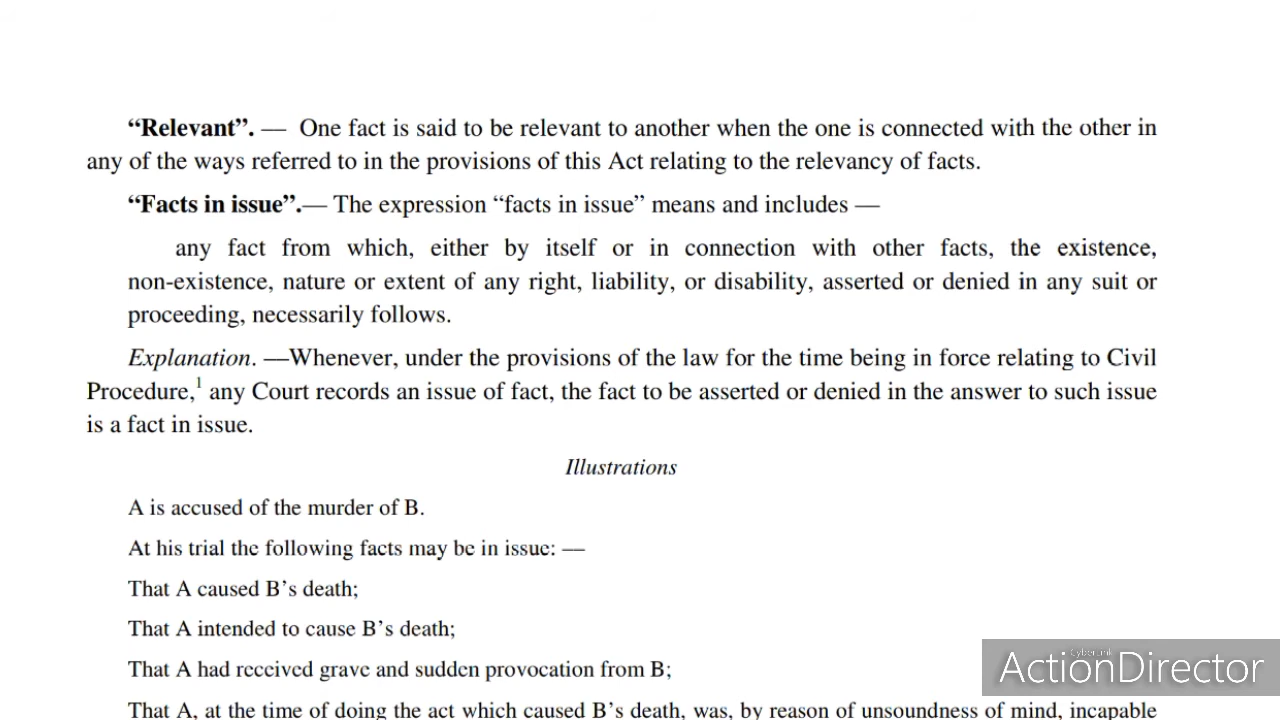 “Relevant”. — One fact is said to be relevant to another when the one is connected with the other in
any of the ways referred to in the provisions of this Act relating to the relevancy of facts.
“Facts in issue”.— The expression “facts in issue” means and includes —
any fact from which, either by itself or in connection with other facts, the existence,
non-existence, nature or extent of any right, liability, or disability, asserted or denied in any suit or
proceeding, necessarily follows.
Explanation. —Whenever, under the provisions of the law for the time being in force relating to Civil
Procedure,1 any Court records an issue of fact, the fact to be asserted or denied in the answer to such issue
is a fact in issue.
Illustrations
A is accused of the murder of B.
At his trial the following facts may be in issue: —
That A caused B’s death;
That A intended to cause B’s death;
That A had received grave and sudden provocation from B;
That A, at the time of doing the act which caused B’s death, was, by reason of unsoundness of mind, incapable
CyberLink
ActionDirector